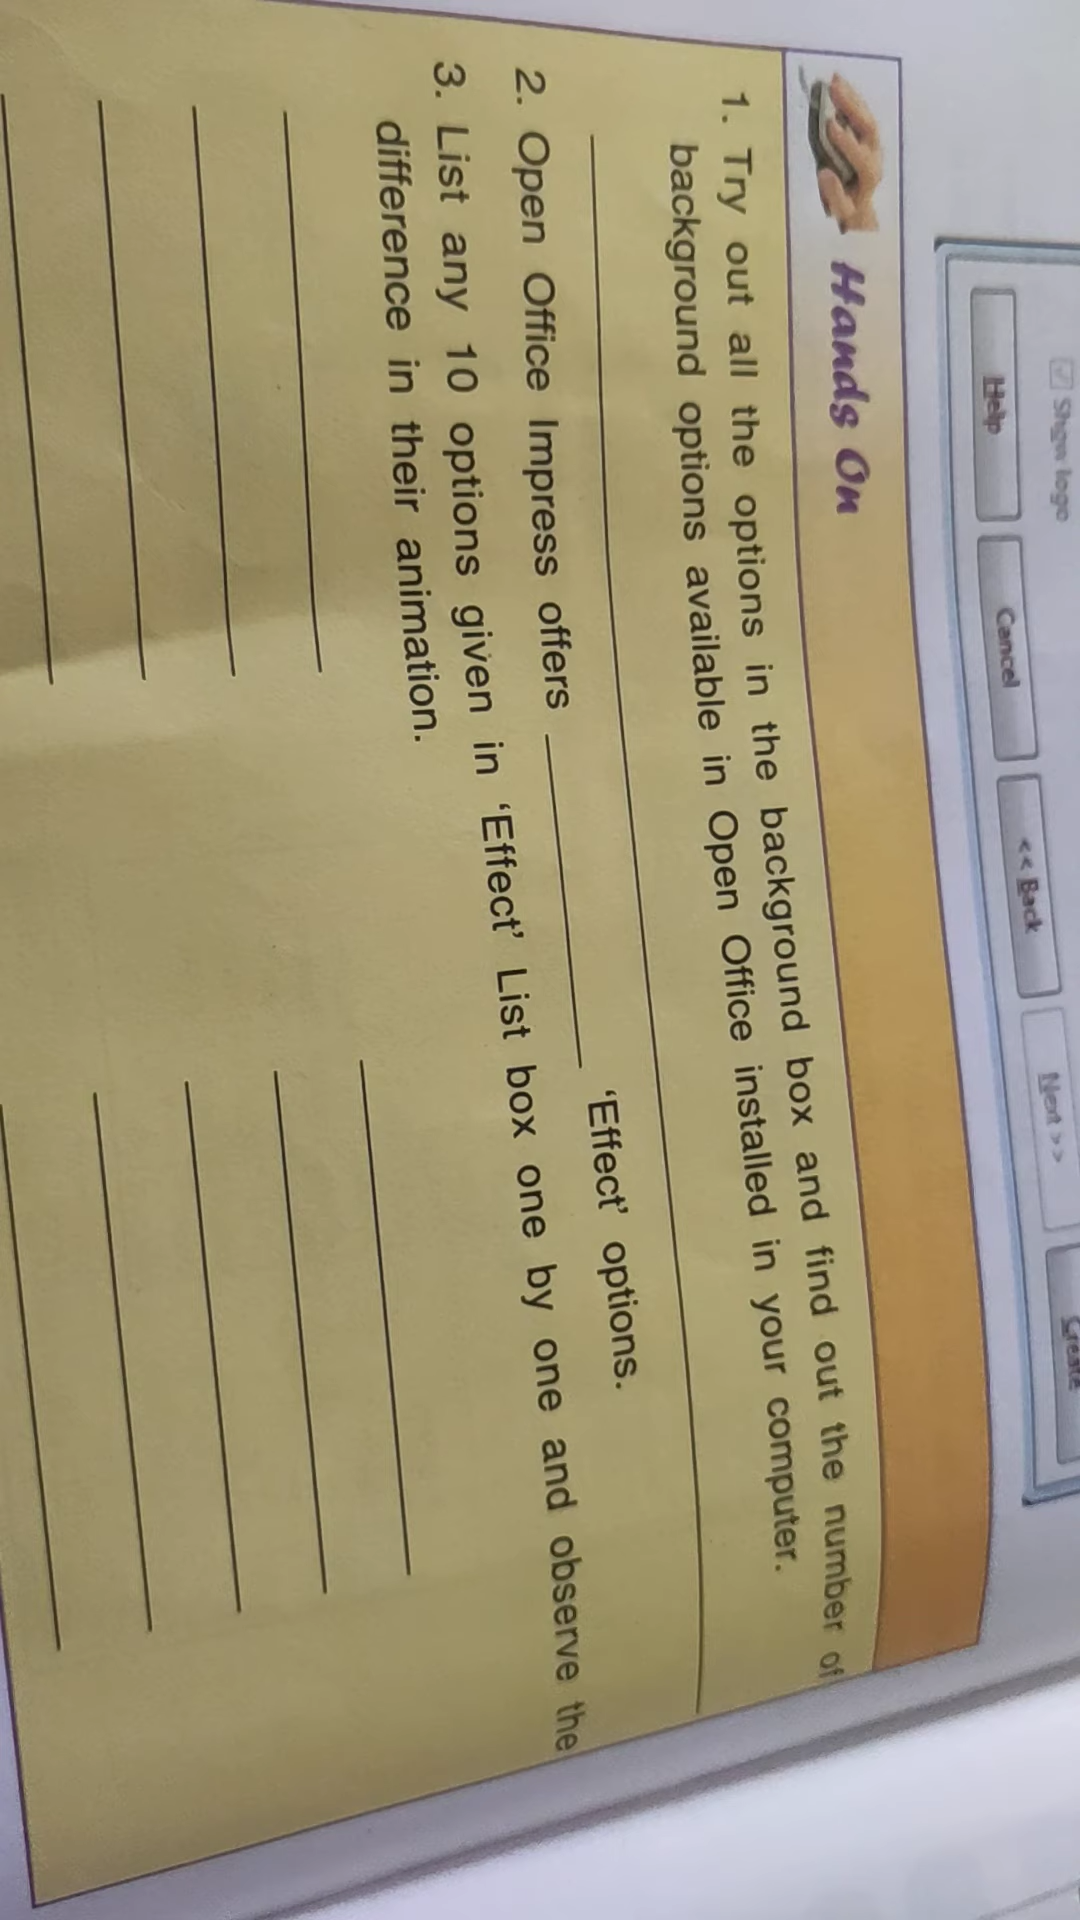 Show logo
Help
Cancel
<< Back
Next >>
Create
Hands On
1. Try out all the options in the background box and find out the number of
background options available in Open Office installed in your computer.
2. Open Office Impress offers ____________ 'Effect' options.
3. List any 10 options given in 'Effect' List box one by one and observe the
difference in their animation.